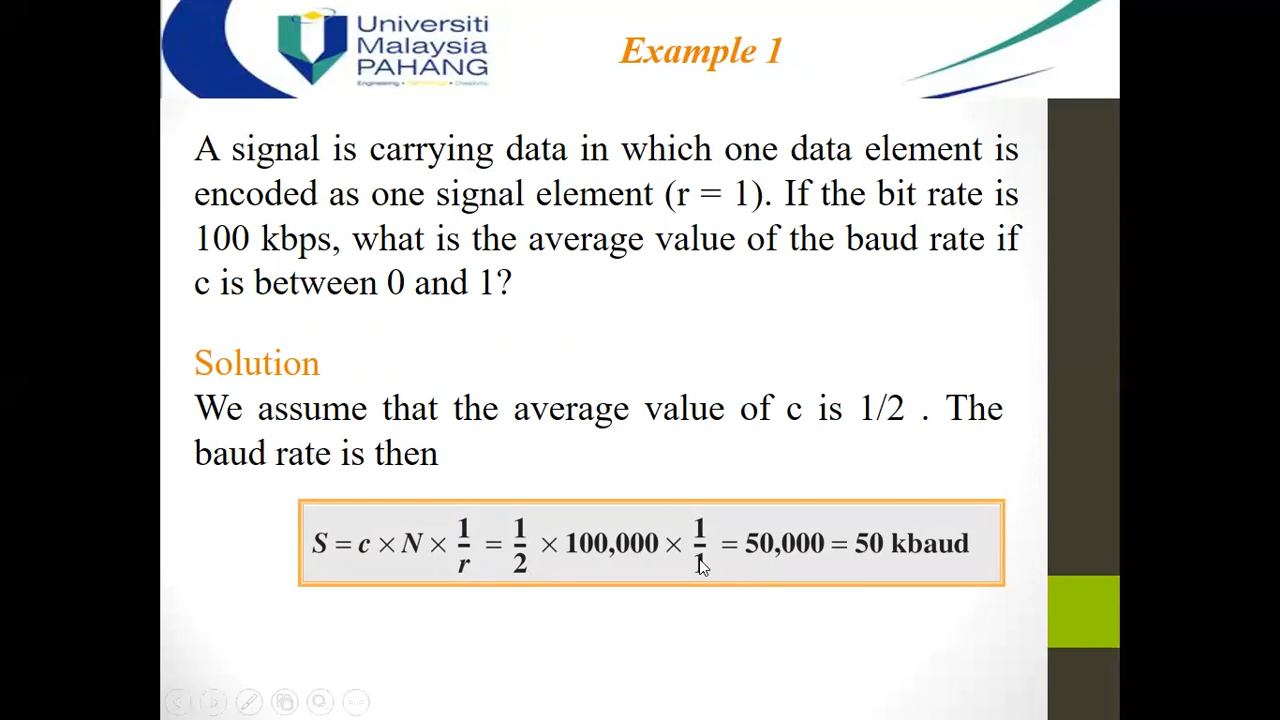 Universiti
Malaysia
PAHANG
Engineering • Technology • Creativity
Example 1
A signal is carrying data in which one data element is
encoded as one signal element (r = 1). If the bit rate is
100 kbps, what is the average value of the baud rate if
c is between 0 and 1?
Solution
We assume that the average value of c is 1/2 . The
baud rate is then
S = c × N × 1/r = 1/2 × 100,000 × 1/1 = 50,000 = 50 kbaud